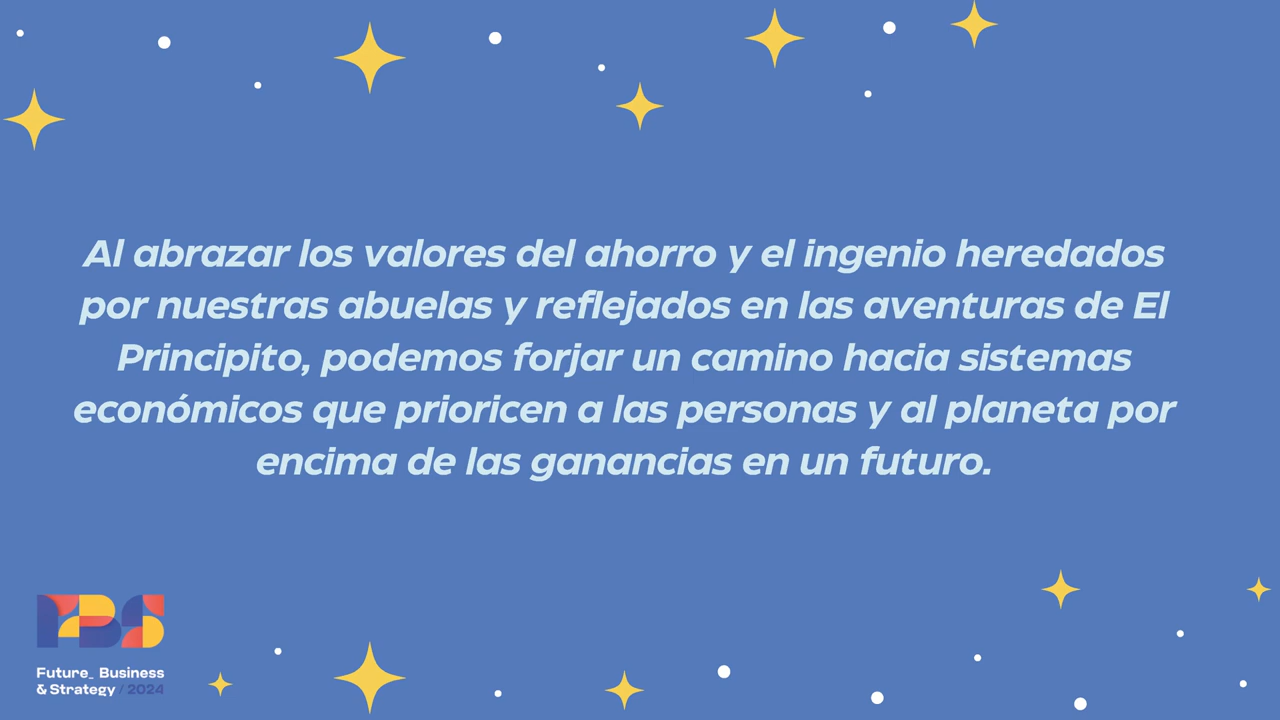 Al abrazar los valores del ahorro y el ingenio heredados
por nuestras abuelas y reflejados en las aventuras de El
Principito, podemos forjar un camino hacia sistemas
económicos que prioricen a las personas y al planeta por
encima de las ganancias en un futuro.
FBS
Future_ Business
& Strategy / 2024